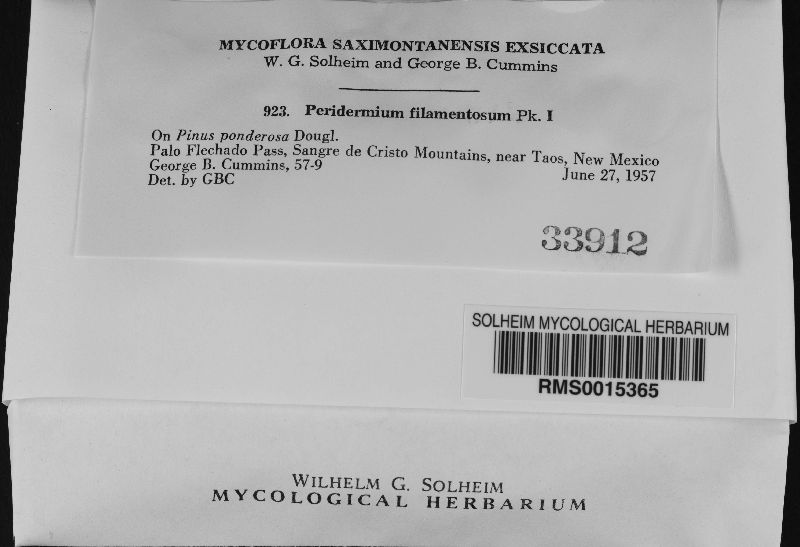 MYCOFLORA SAXIMONTANENSIS EXSICCATA
W. G. Solheim and George B. Cummins
923. Peridermium filamentosum Pk. I
On Pinus ponderosa Dougl.
Palo Flechado Pass, Sangre de Cristo Mountains, near Taos, New Mexico
George B. Cummins, 57-9 June 27, 1957
Det. by GBC
33912
SOLHEIM MYCOLOGICAL HERBARIUM
RMS0015365
WILHELM G. SOLHEIM
MYCOLOGICAL HERBARIUM